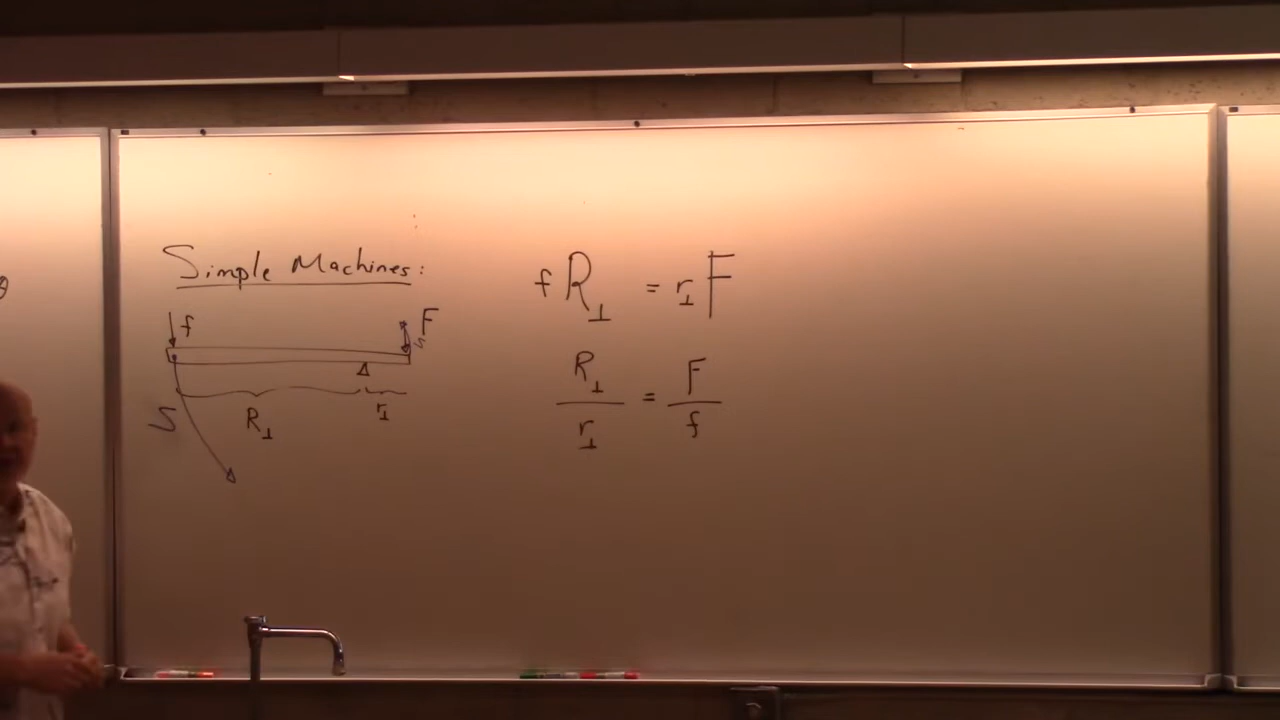 Simple Machines:
f
F
s
S
R⊥
r⊥
f R⊥ = r⊥ F
R⊥ / r⊥ = F / f